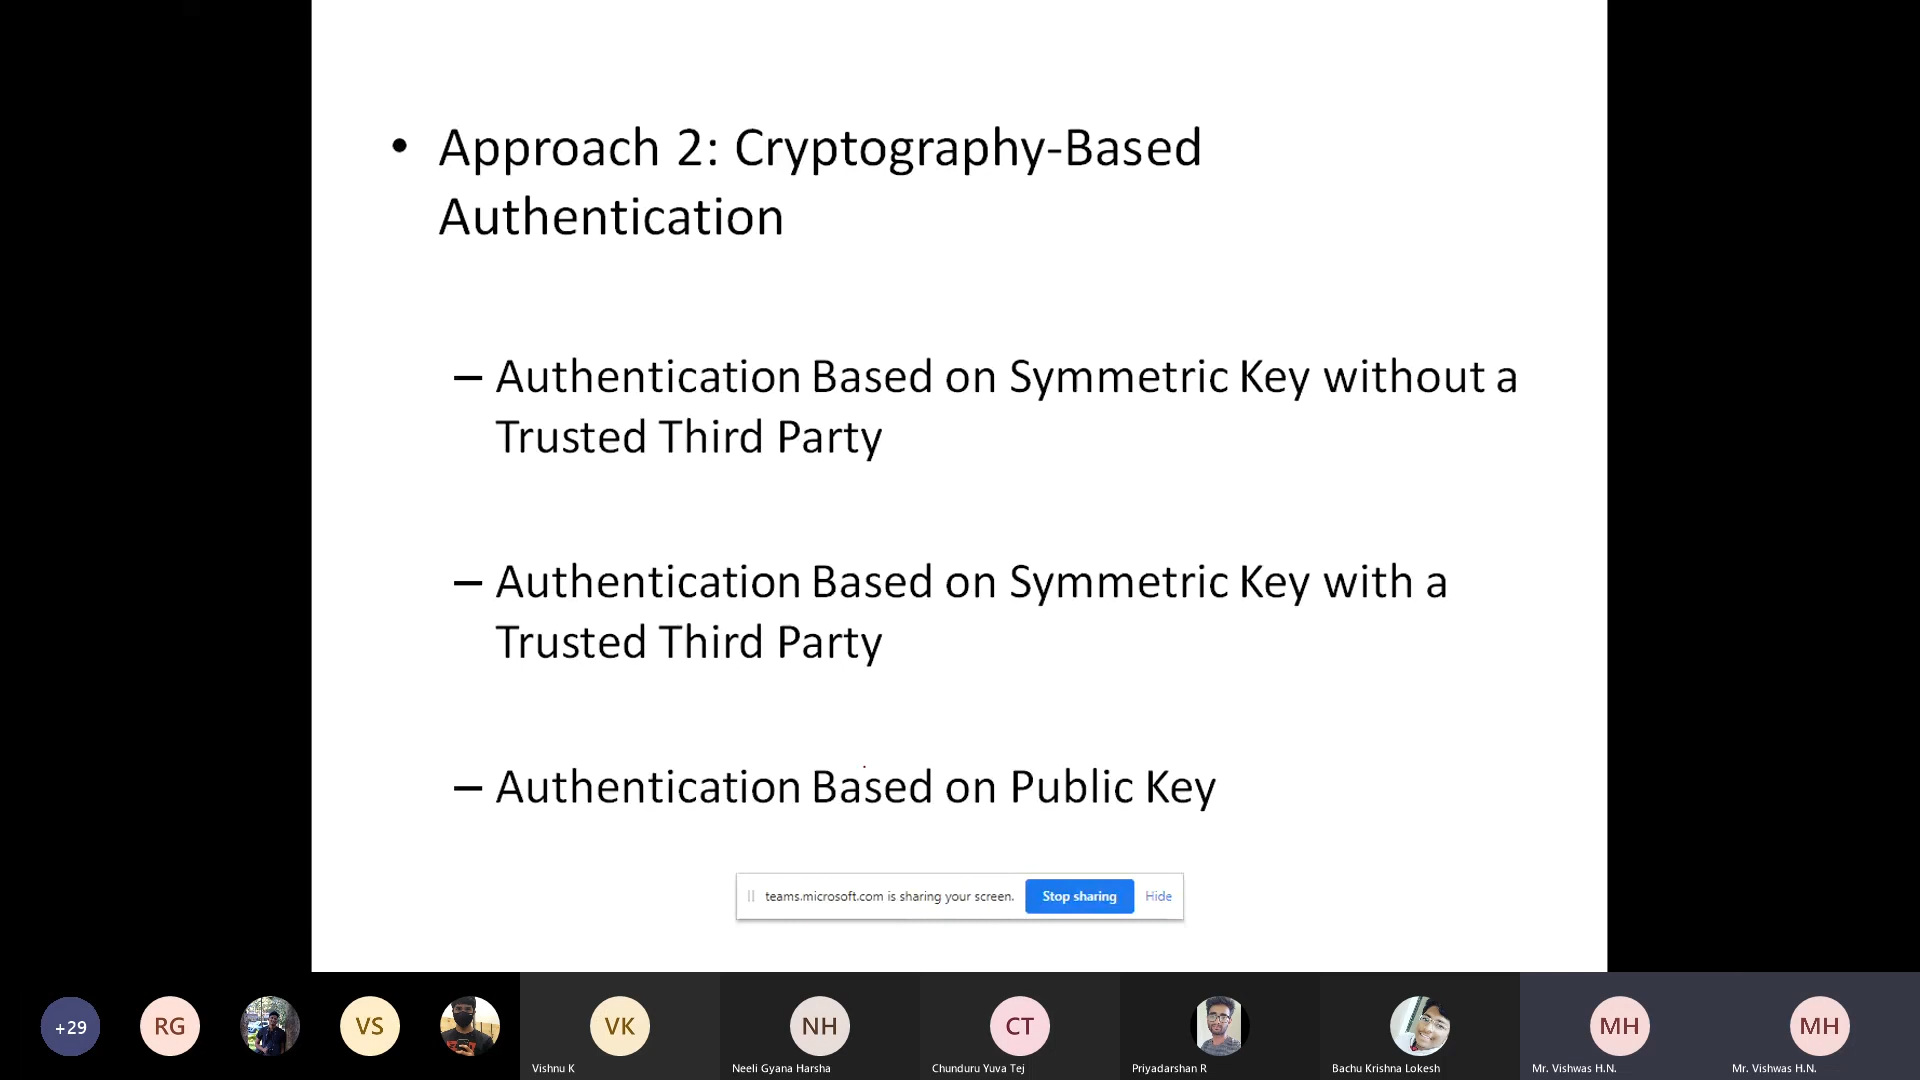 • Approach 2: Cryptography-Based
Authentication
– Authentication Based on Symmetric Key without a
Trusted Third Party
– Authentication Based on Symmetric Key with a
Trusted Third Party
– Authentication Based on Public Key
teams.microsoft.com is sharing your screen. Stop sharing Hide
+29 RG VS VK NH CT MH MH
Vishnu K Neeli Gyana Harsha Chunduru Yuva Tej Priyadarshan R Bachu Krishna Lokesh Mr. Vishwas H.N. Mr. Vishwas H.N.